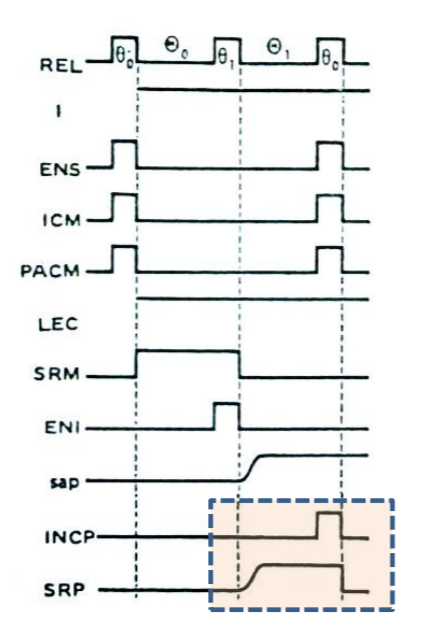 REL θ₀ Θ₀ θ₁ Θ₁ θ₀
I
ENS
ICM
PACM
LEC
SRM
ENI
sap
INCP
SRP